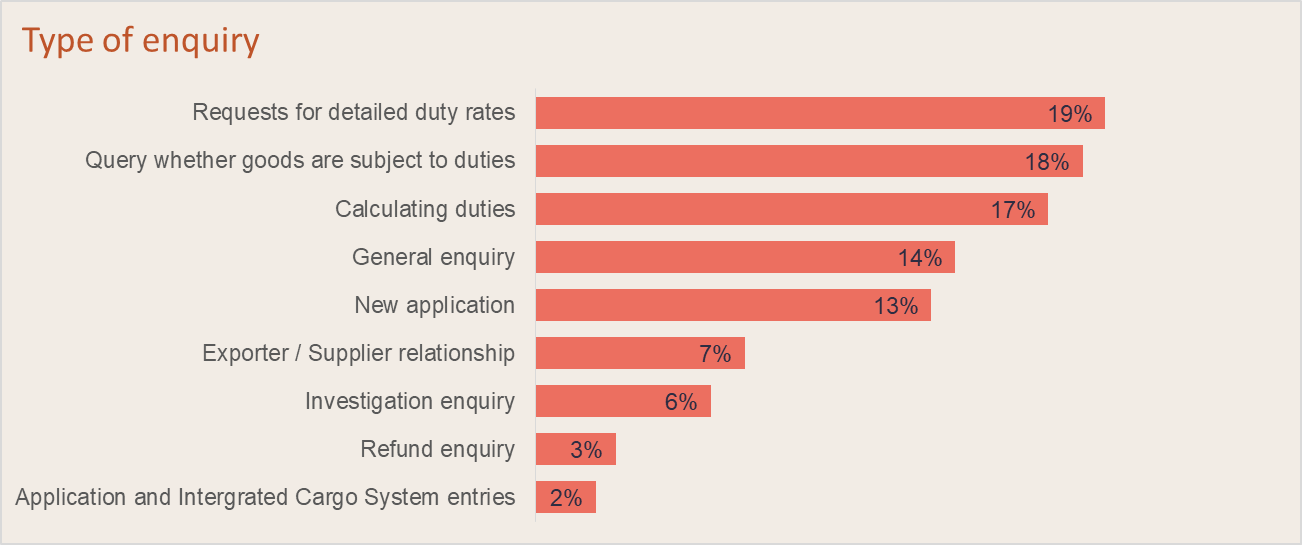 Type of enquiry
Requests for detailed duty rates 19%
Query whether goods are subject to duties 18%
Calculating duties 17%
General enquiry 14%
New application 13%
Exporter / Supplier relationship 7%
Investigation enquiry 6%
Refund enquiry 3%
Application and Intergrated Cargo System entries 2%